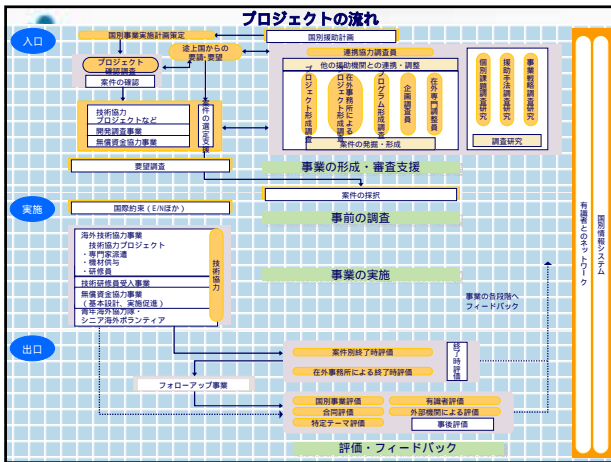 プロジェクトの流れ
入口
国別事業実施計画策定
国別援助計画
途上国からの
要請・要望
プロジェクト
確認調査
案件の確認
技術協力
プロジェクトなど
開発調査事業
無償資金協力事業
案件の選定支援
要望調査
連携協力調査員
他の援助機関との連携・調整
プロジェクト形成調査
在外事務所による
プロジェクト形成調査
プログラム形成調査
企画調査員
在外専門調整員
案件の発掘・形成
個別課題調査研究
援助手法調査研究
事業戦略調査研究
調査研究
事業の形成・審査支援
案件の採択
実施
国際約束(E/Nほか)
事前の調査
海外技術協力事業
技術協力プロジェクト
・専門家派遣
・機材供与
・研修員
技術研修員受入事業
無償資金協力事業
(基本設計、実施促進)
青年海外協力隊・
シニア海外ボランティア
技術協力
事業の実施
事業の各段階へ
フィードバック
国別情報システム
有識者とのネットワーク
出口
案件別終了時評価
在外事務所による終了時評価
終了時評価
フォローアップ事業
国別事業評価
有識者評価
合同評価
外部機関による評価
特定テーマ評価
事後評価
評価・フィードバック